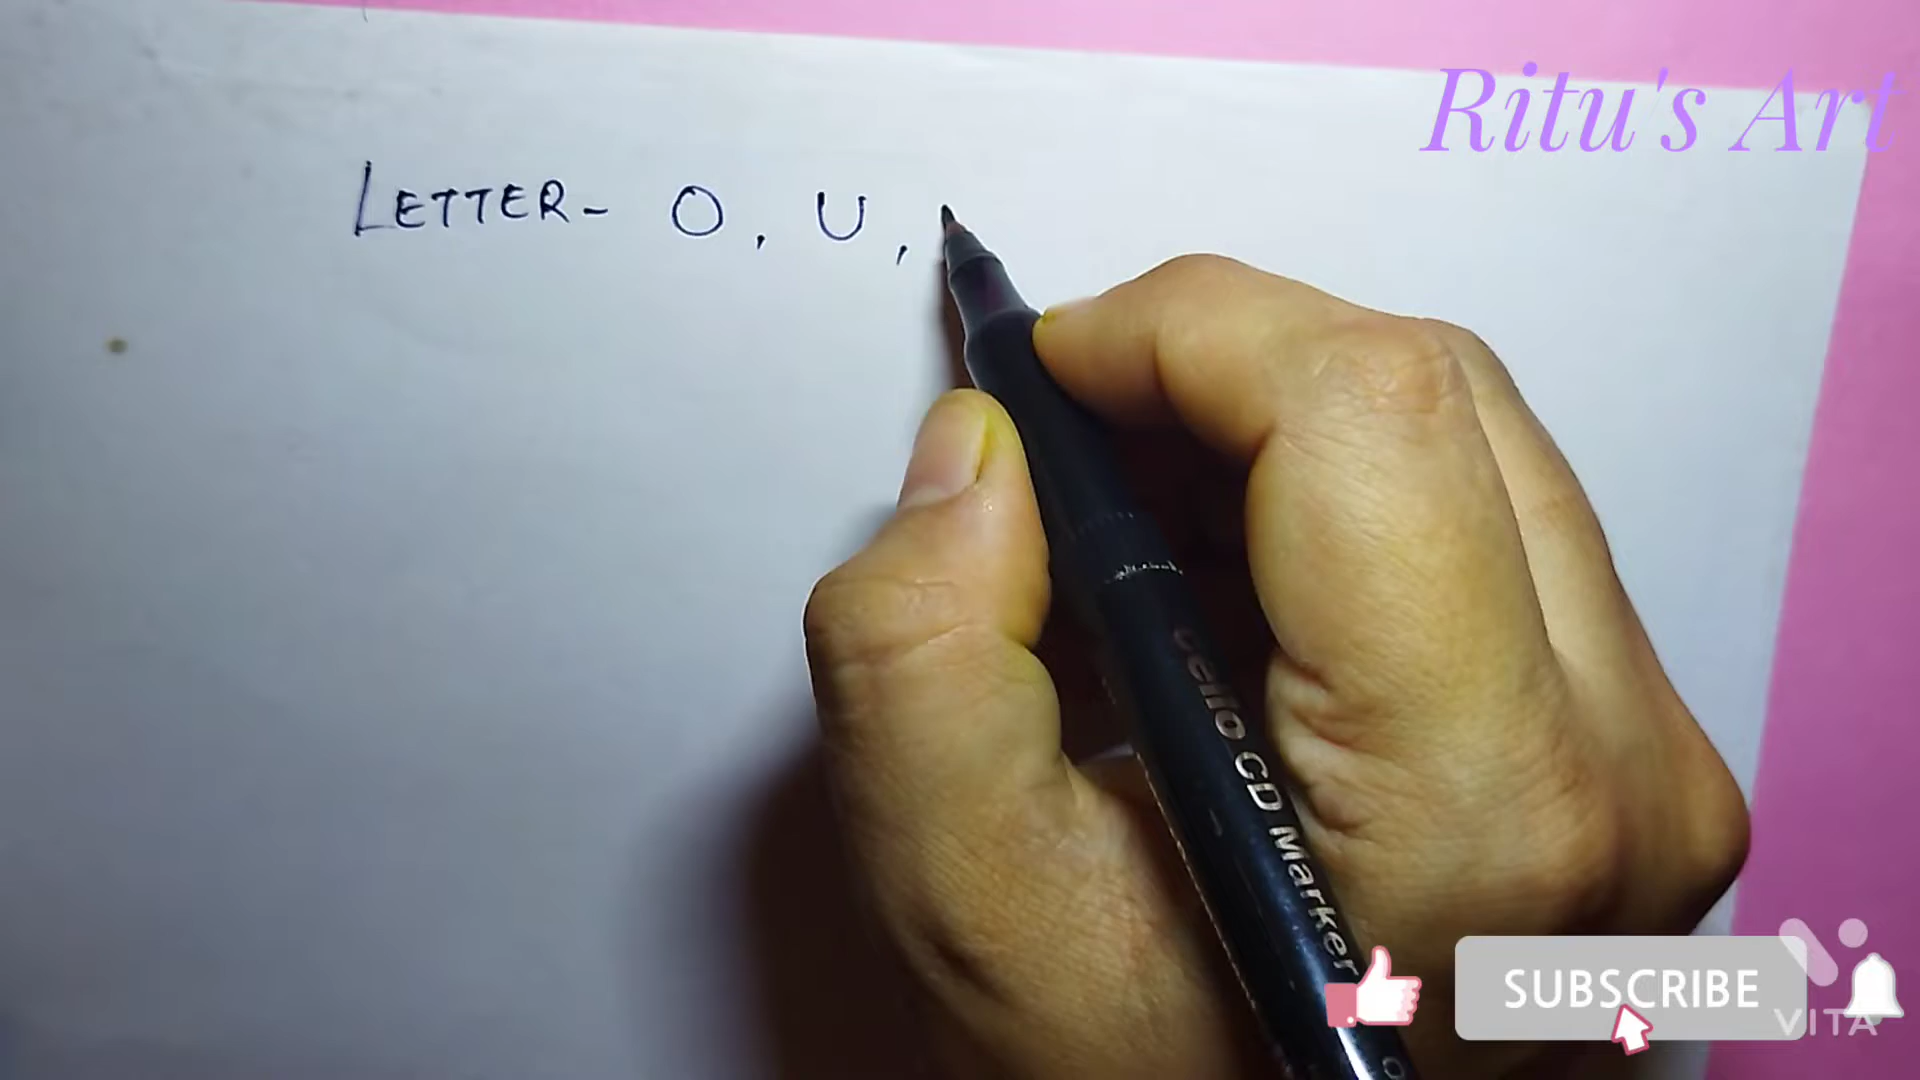 Ritu's Art
LETTER- O, U,
cello CD Marker
SUBSCRIBE
VITA